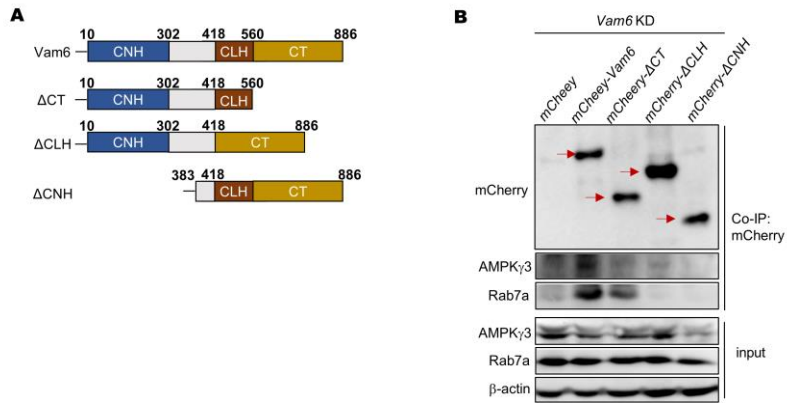 A
10 302 418 560 886
Vam6 CNH CLH CT
10 302 418 560
ΔCT CNH CLH
10 302 418 886
ΔCLH CNH CT
383 418 886
ΔCNH CLH CT
B
Vam6 KD
mCheey
mCheey-Vam6
mCheery-ΔCT
mCherry-ΔCLH
mCherry-ΔCNH
mCherry
AMPKγ3
Rab7a
Co-IP:
mCherry
AMPKγ3
Rab7a
β-actin
input